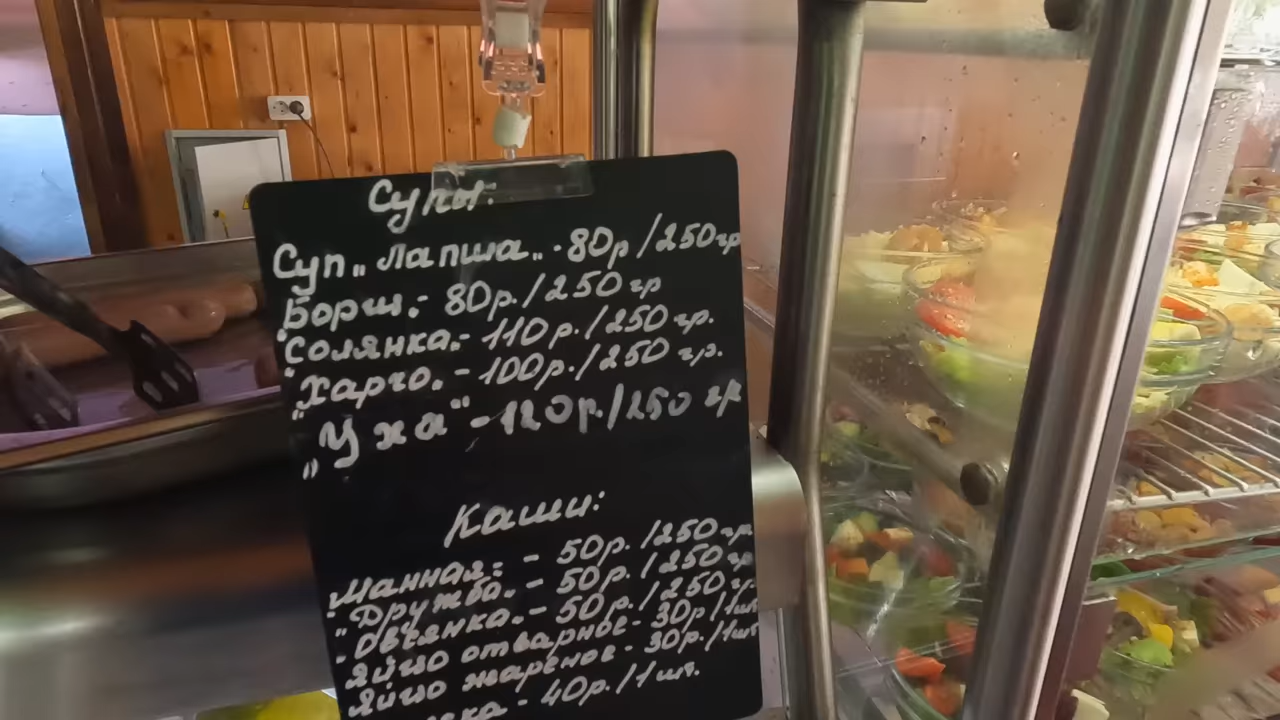 Супы:
Суп „Лапша„ - 80р/250гр
"Борщ„- 80р./250 гр
"Солянка„- 110р./250 гр.
"Харчо„ - 100р./250 гр.
„Уха" - 120р./250 гр
Каши:
Манная: - 50р. /250 гр.
"Дружба„ - 50р. /250 гр
- Овсянка. - 50р. /250 гр.
Яйцо отварное - 30р/1шт
Яйцо жареное - 30р./1шт
- 40р./1 шт.